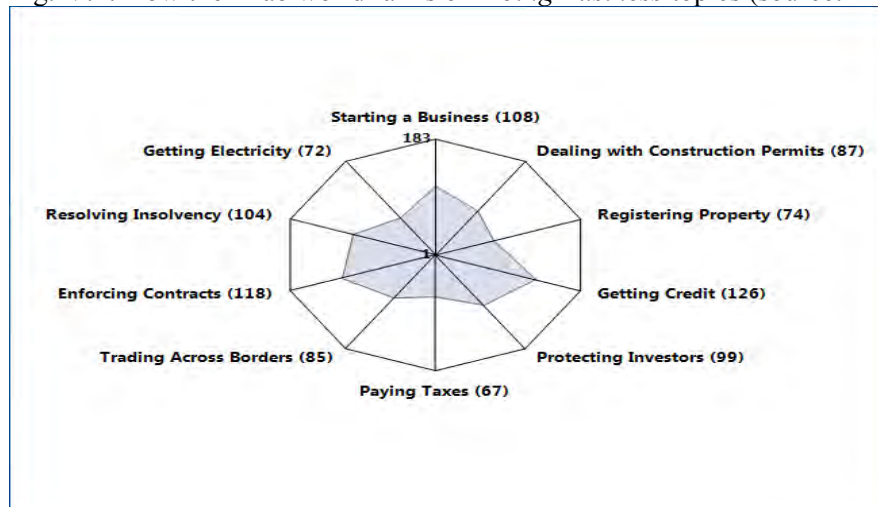 Starting a Business (108)
183
Getting Electricity (72)
Dealing with Construction Permits (87)
Resolving Insolvency (104)
Registering Property (74)
1
Enforcing Contracts (118)
Getting Credit (126)
Trading Across Borders (85)
Protecting Investors (99)
Paying Taxes (67)